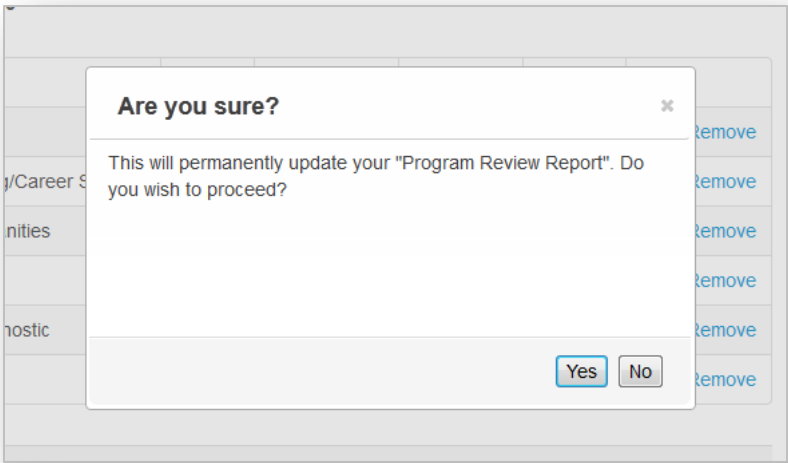 Are you sure?
×
Remove
This will permanently update your "Program Review Report". Do
g/Career S
Remove
you wish to proceed?
nities
Remove
Remove
nostic
Remove
Yes
No
Remove